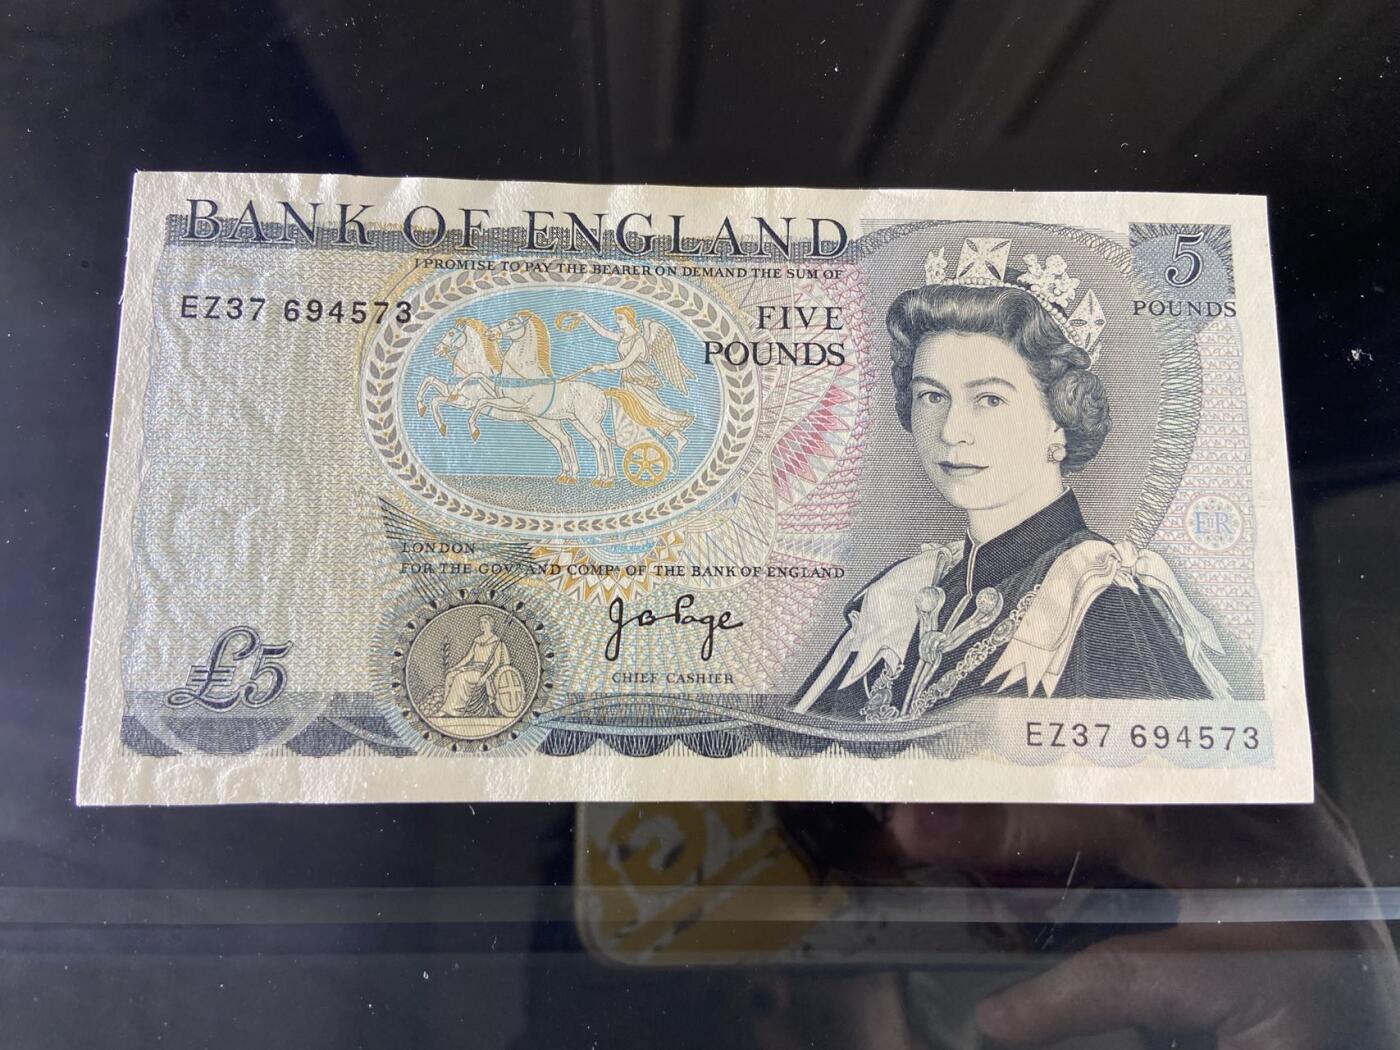 BANK OF ENGLAND
I PROMISE TO PAY THE BEARER ON DEMAND THE SUM OF
5
POUNDS
EZ37 694573
FIVE
POUNDS
EIIR
LONDON
FOR THE GOVR AND COMPA OF THE BANK OF ENGLAND
J B Page
£5
CHIEF CASHIER
EZ37 694573